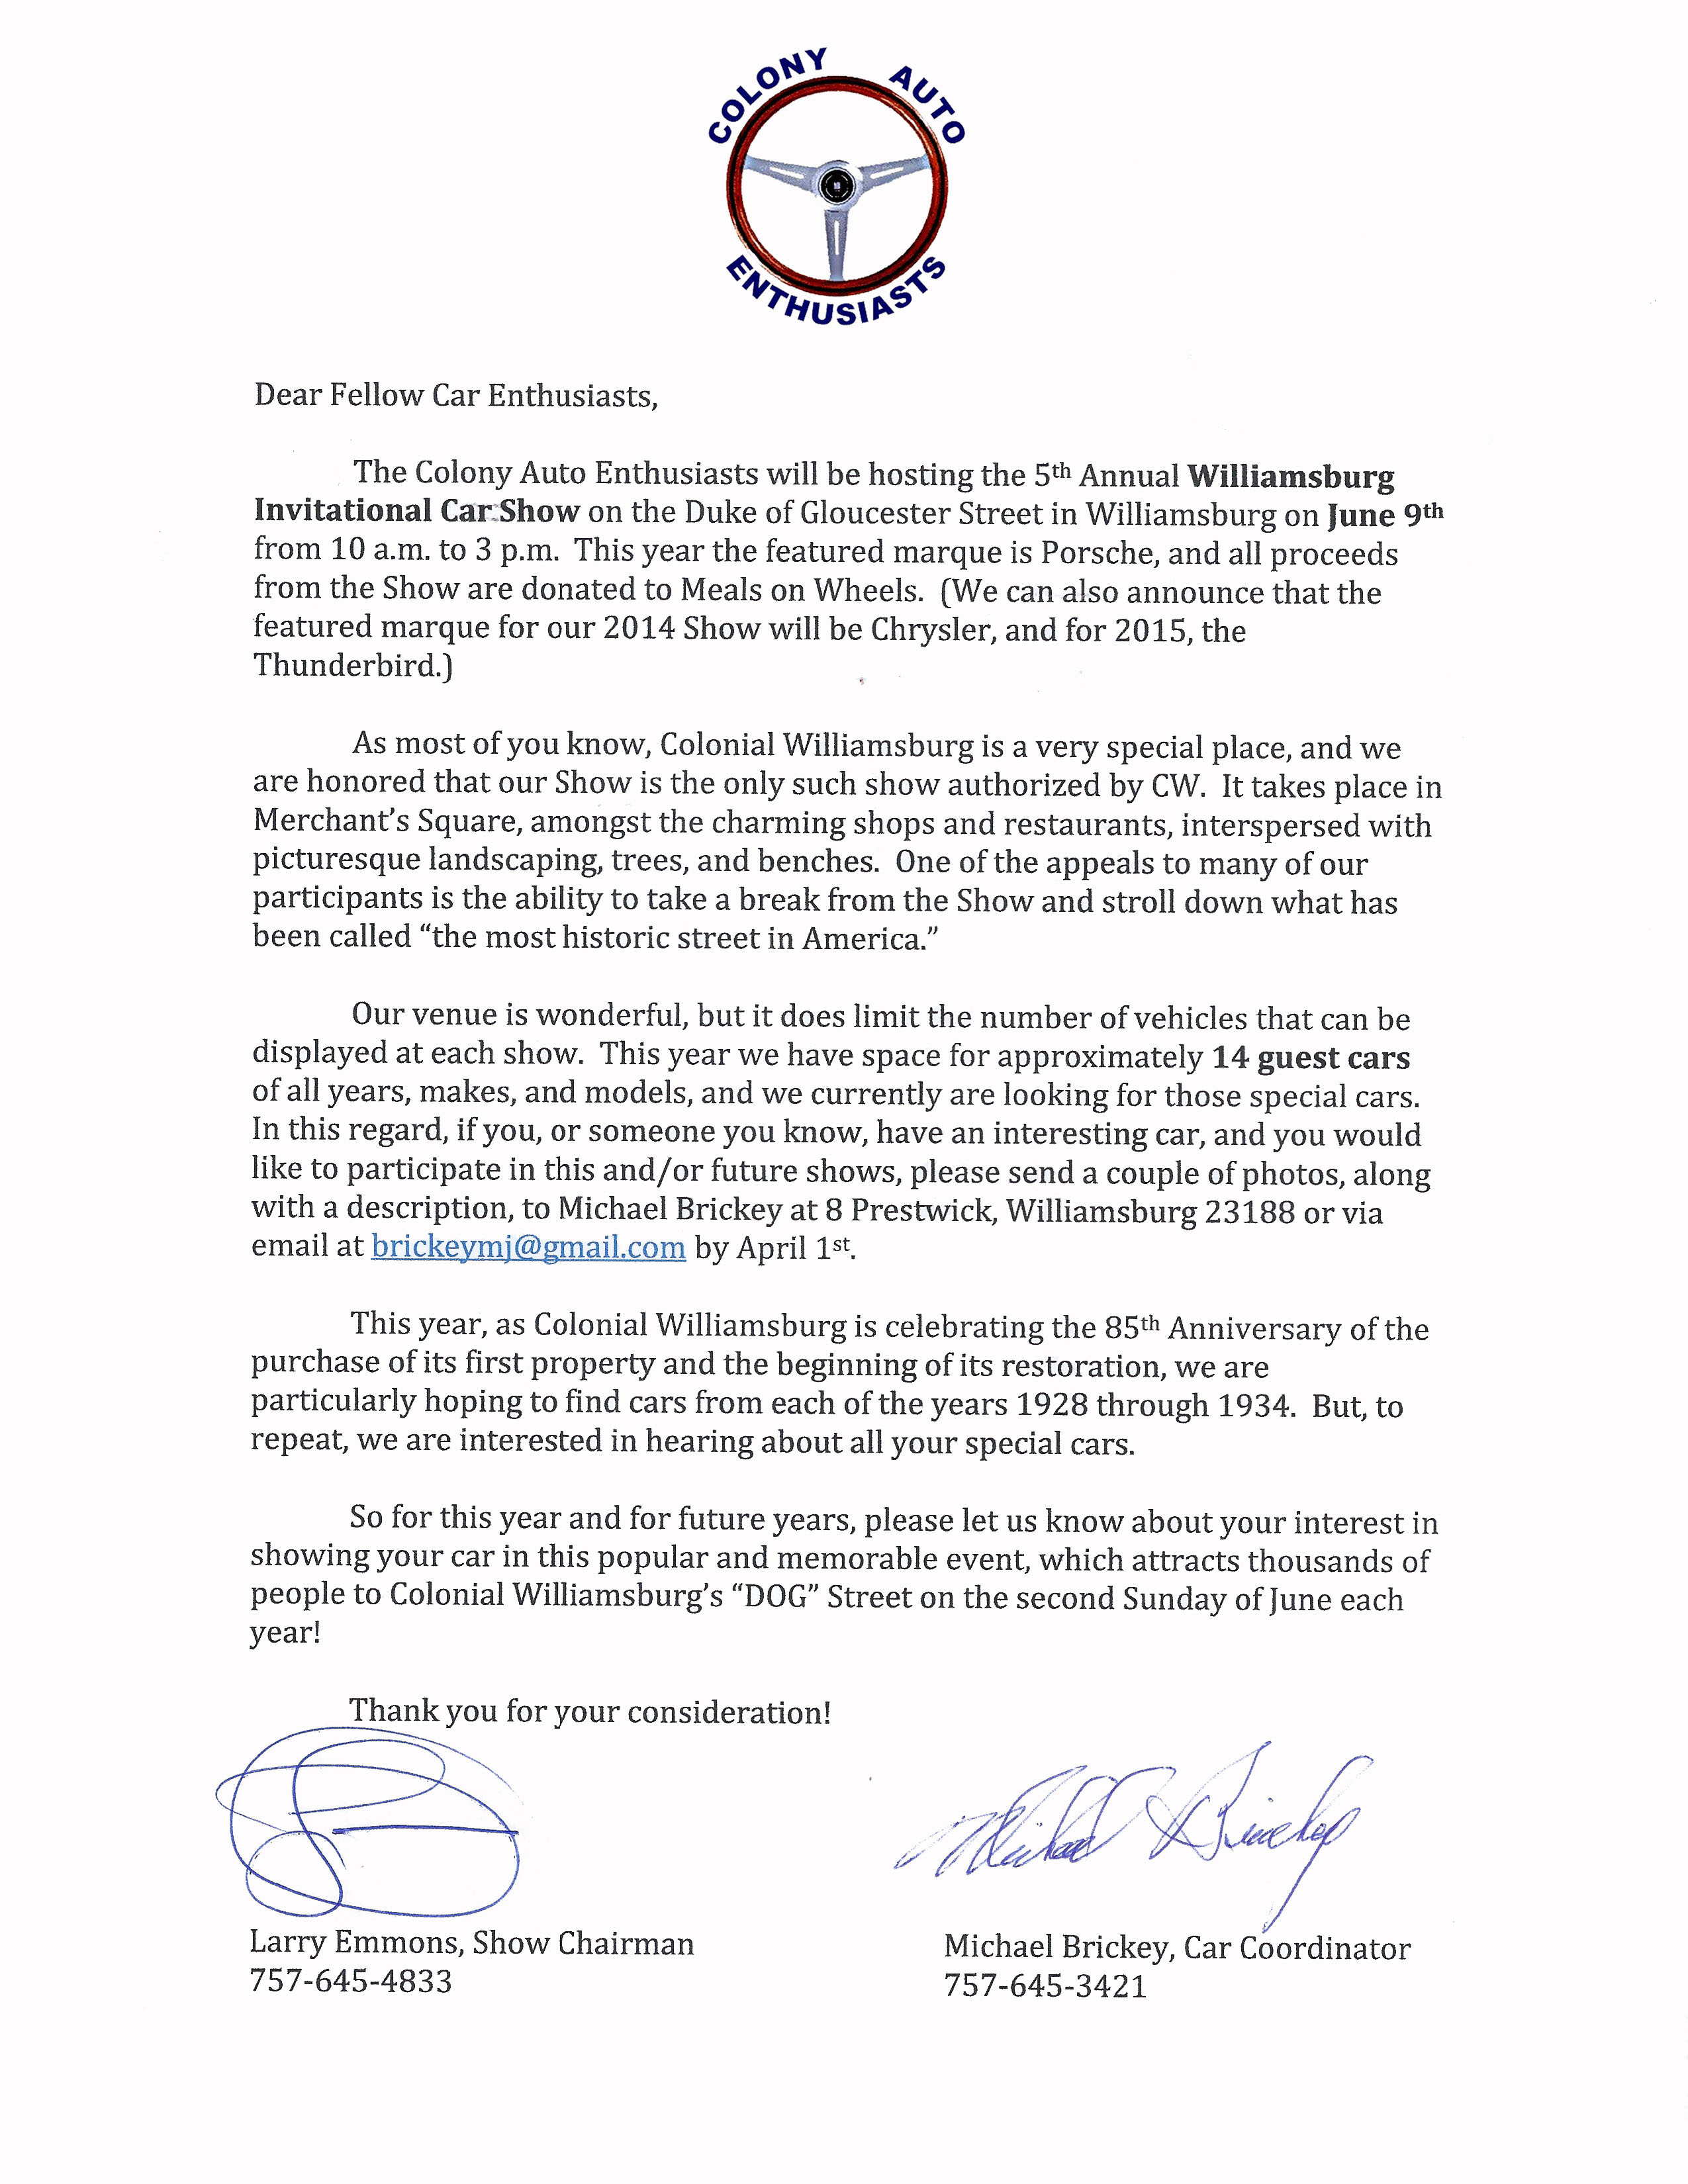 COLONY AUTO
ENTHUSIASTS
Dear Fellow Car Enthusiasts,
The Colony Auto Enthusiasts will be hosting the 5th Annual Williamsburg
Invitational Car Show on the Duke of Gloucester Street in Williamsburg on June 9th
from 10 a.m. to 3 p.m. This year the featured marque is Porsche, and all proceeds
from the Show are donated to Meals on Wheels. (We can also announce that the
featured marque for our 2014 Show will be Chrysler, and for 2015, the
Thunderbird.)
As most of you know, Colonial Williamsburg is a very special place, and we
are honored that our Show is the only such show authorized by CW. It takes place in
Merchant's Square, amongst the charming shops and restaurants, interspersed with
picturesque landscaping, trees, and benches. One of the appeals to many of our
participants is the ability to take a break from the Show and stroll down what has
been called “the most historic street in America.”
Our venue is wonderful, but it does limit the number of vehicles that can be
displayed at each show. This year we have space for approximately 14 guest cars
of all years, makes, and models, and we currently are looking for those special cars.
In this regard, if you, or someone you know, have an interesting car, and you would
like to participate in this and/or future shows, please send a couple of photos, along
with a description, to Michael Brickey at 8 Prestwick, Williamsburg 23188 or via
email at brickeymj@gmail.com by April 1st.
This year, as Colonial Williamsburg is celebrating the 85th Anniversary of the
purchase of its first property and the beginning of its restoration, we are
particularly hoping to find cars from each of the years 1928 through 1934. But, to
repeat, we are interested in hearing about all your special cars.
So for this year and for future years, please let us know about your interest in
showing your car in this popular and memorable event, which attracts thousands of
people to Colonial Williamsburg's “DOG” Street on the second Sunday of June each
year!
Thank you for your consideration!
Michael Brickey
Larry Emmons, Show Chairman
757-645-4833
Michael Brickey, Car Coordinator
757-645-3421